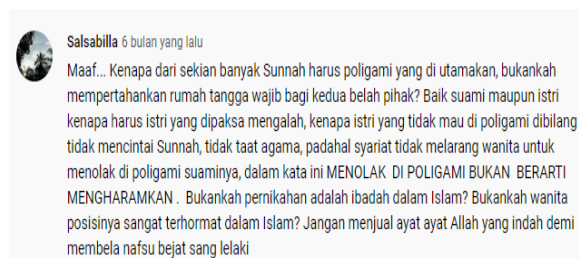 Salsabilla 6 bulan yang lalu
Maaf... Kenapa dari sekian banyak Sunnah harus poligami yang di utamakan, bukankah
mempertahankan rumah tangga wajib bagi kedua belah pihak? Baik suami maupun istri
kenapa harus istri yang dipaksa mengalah, kenapa istri yang tidak mau di poligami dibilang
tidak mencintai Sunnah, tidak taat agama, padahal syariat tidak melarang wanita untuk
menolak di poligami suaminya, dalam kata ini MENOLAK DI POLIGAMI BUKAN BERARTI
MENGHARAMKAN . Bukankah pernikahan adalah ibadah dalam Islam? Bukankah wanita
posisinya sangat terhormat dalam Islam? Jangan menjual ayat ayat Allah yang indah demi
membela nafsu bejat sang lelaki